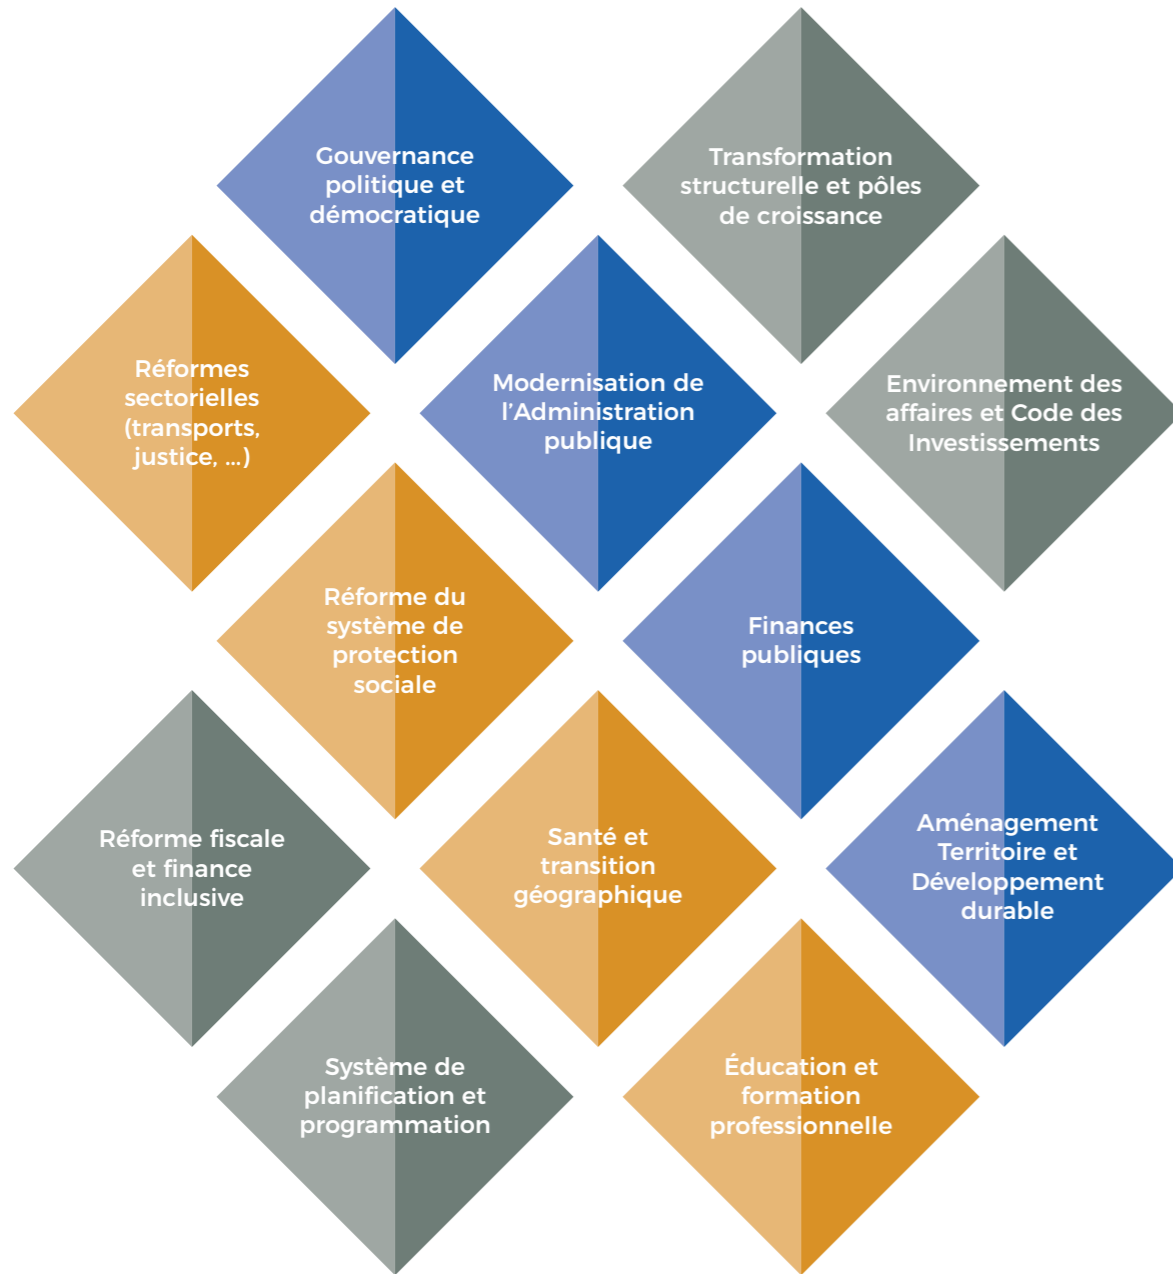 Gouvernance
politique et
démocratique
Transformation
structurelle et pôles
de croissance
Réformes
sectorielles
(transports,
justice, ...)
Modernisation de
l’Administration
publique
Environnement des
affaires et Code des
Investissements
Réforme du
système de
protection
sociale
Finances
publiques
Réforme fiscale
et finance
inclusive
Santé et
transition
géographique
Aménagement
Territoire et
Développement
durable
Système de
planification et
programmation
Éducation et
formation
professionnelle